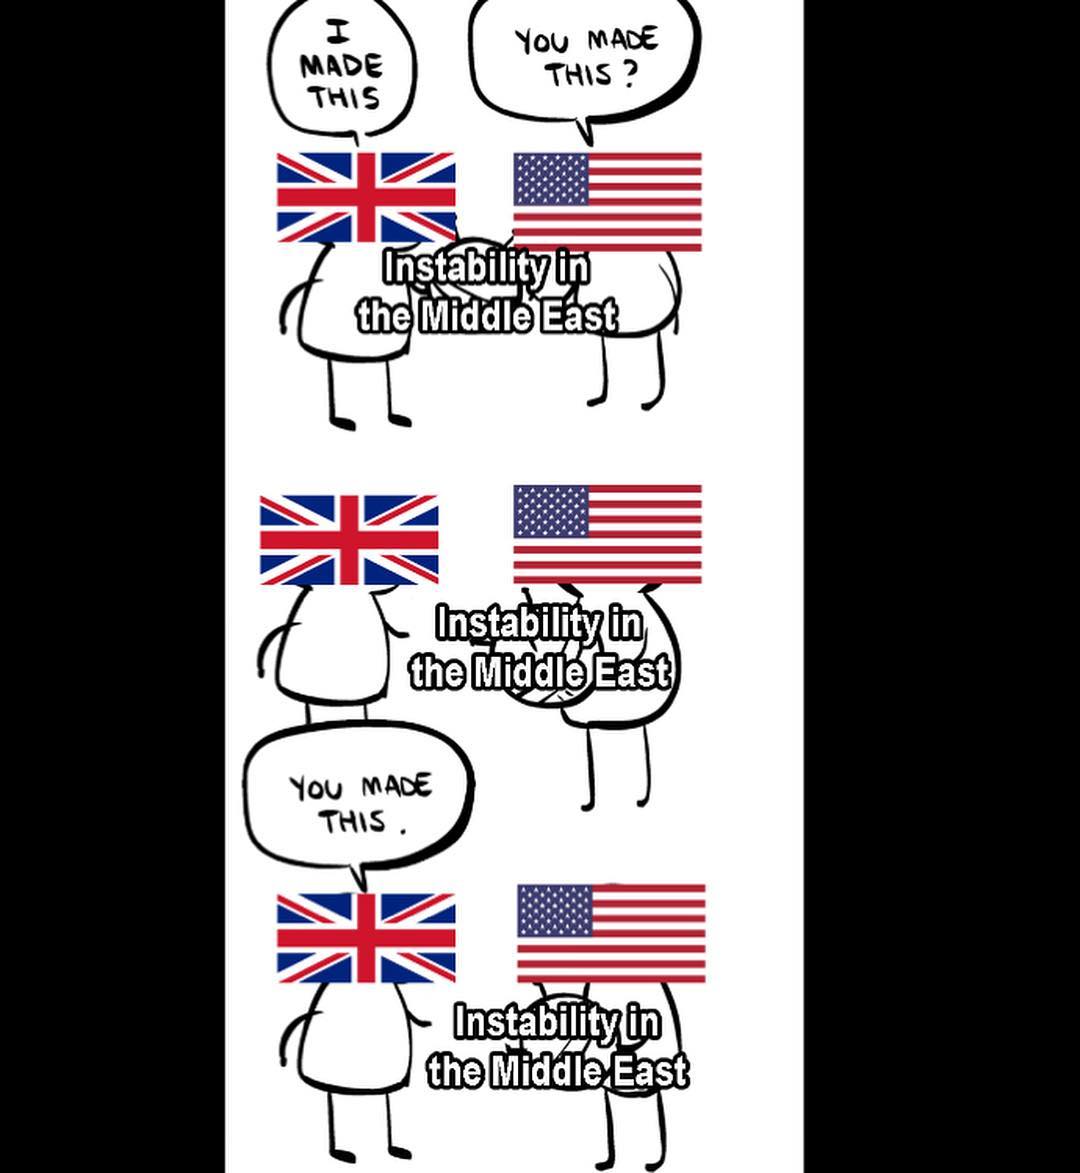 I
MADE
THIS
YOU MADE
THIS?
Instability in
the Middle East
Instability in
the Middle East
YOU MADE
THIS.
Instability in
the Middle East